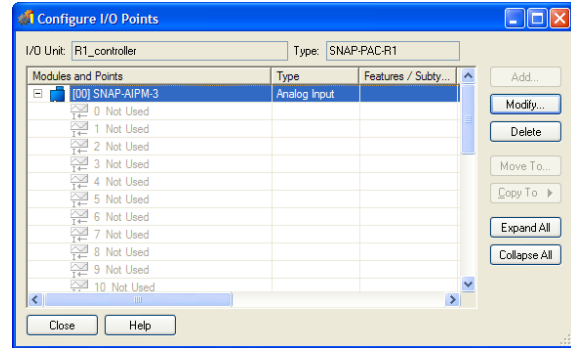 Configure I/O Points
I/O Unit: R1_controller Type: SNAP-PAC-R1
Modules and Points Type Features / Subty...
[00] SNAP-AIPM-3 Analog Input
0 Not Used
1 Not Used
2 Not Used
3 Not Used
4 Not Used
5 Not Used
6 Not Used
7 Not Used
8 Not Used
9 Not Used
10 Not Used
Add...
Modify...
Delete
Move To...
Copy To
Expand All
Collapse All
Close Help